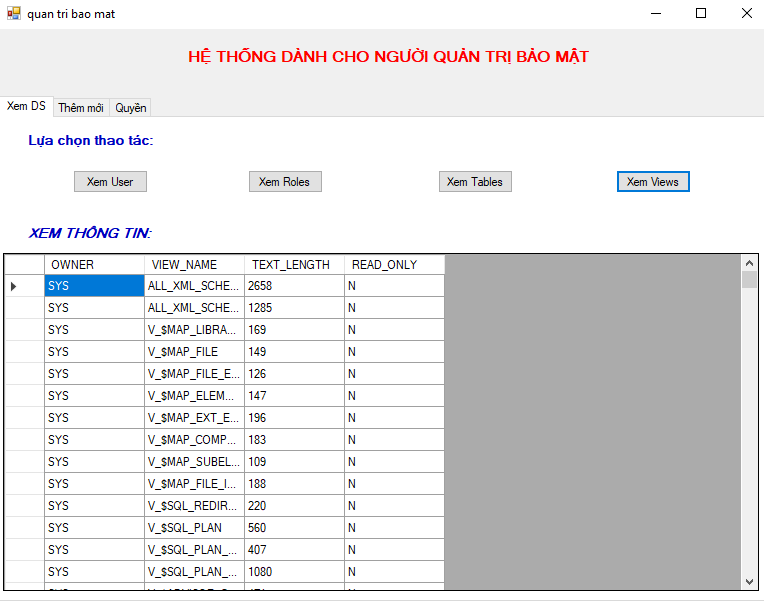 quan tri bao mat
HỆ THỐNG DÀNH CHO NGƯỜI QUẢN TRỊ BẢO MẬT
Xem DS Thêm mới Quyền
Lựa chọn thao tác:
Xem User Xem Roles Xem Tables Xem Views
XEM THÔNG TIN:
OWNER VIEW_NAME TEXT_LENGTH READ_ONLY
SYS ALL_XML_SCHE... 2658 N
SYS ALL_XML_SCHE... 1285 N
SYS V_$MAP_LIBRA... 169 N
SYS V_$MAP_FILE 149 N
SYS V_$MAP_FILE_E... 126 N
SYS V_$MAP_ELEM... 147 N
SYS V_$MAP_EXT_E... 196 N
SYS V_$MAP_COMP... 183 N
SYS V_$MAP_SUBEL... 109 N
SYS V_$MAP_FILE_I... 188 N
SYS V_$SQL_REDIR... 220 N
SYS V_$SQL_PLAN 560 N
SYS V_$SQL_PLAN_... 407 N
SYS V_$SQL_PLAN_... 1080 N